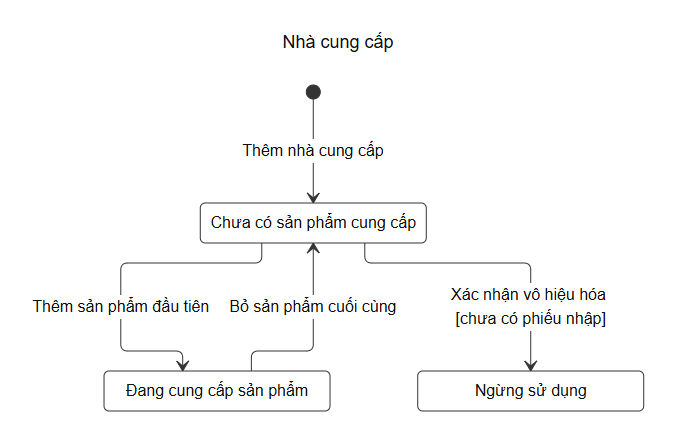 Nhà cung cấp
Thêm nhà cung cấp
Chưa có sản phẩm cung cấp
Thêm sản phẩm đầu tiên
Bỏ sản phẩm cuối cùng
Xác nhận vô hiệu hóa
[chưa có phiếu nhập]
Đang cung cấp sản phẩm
Ngừng sử dụng